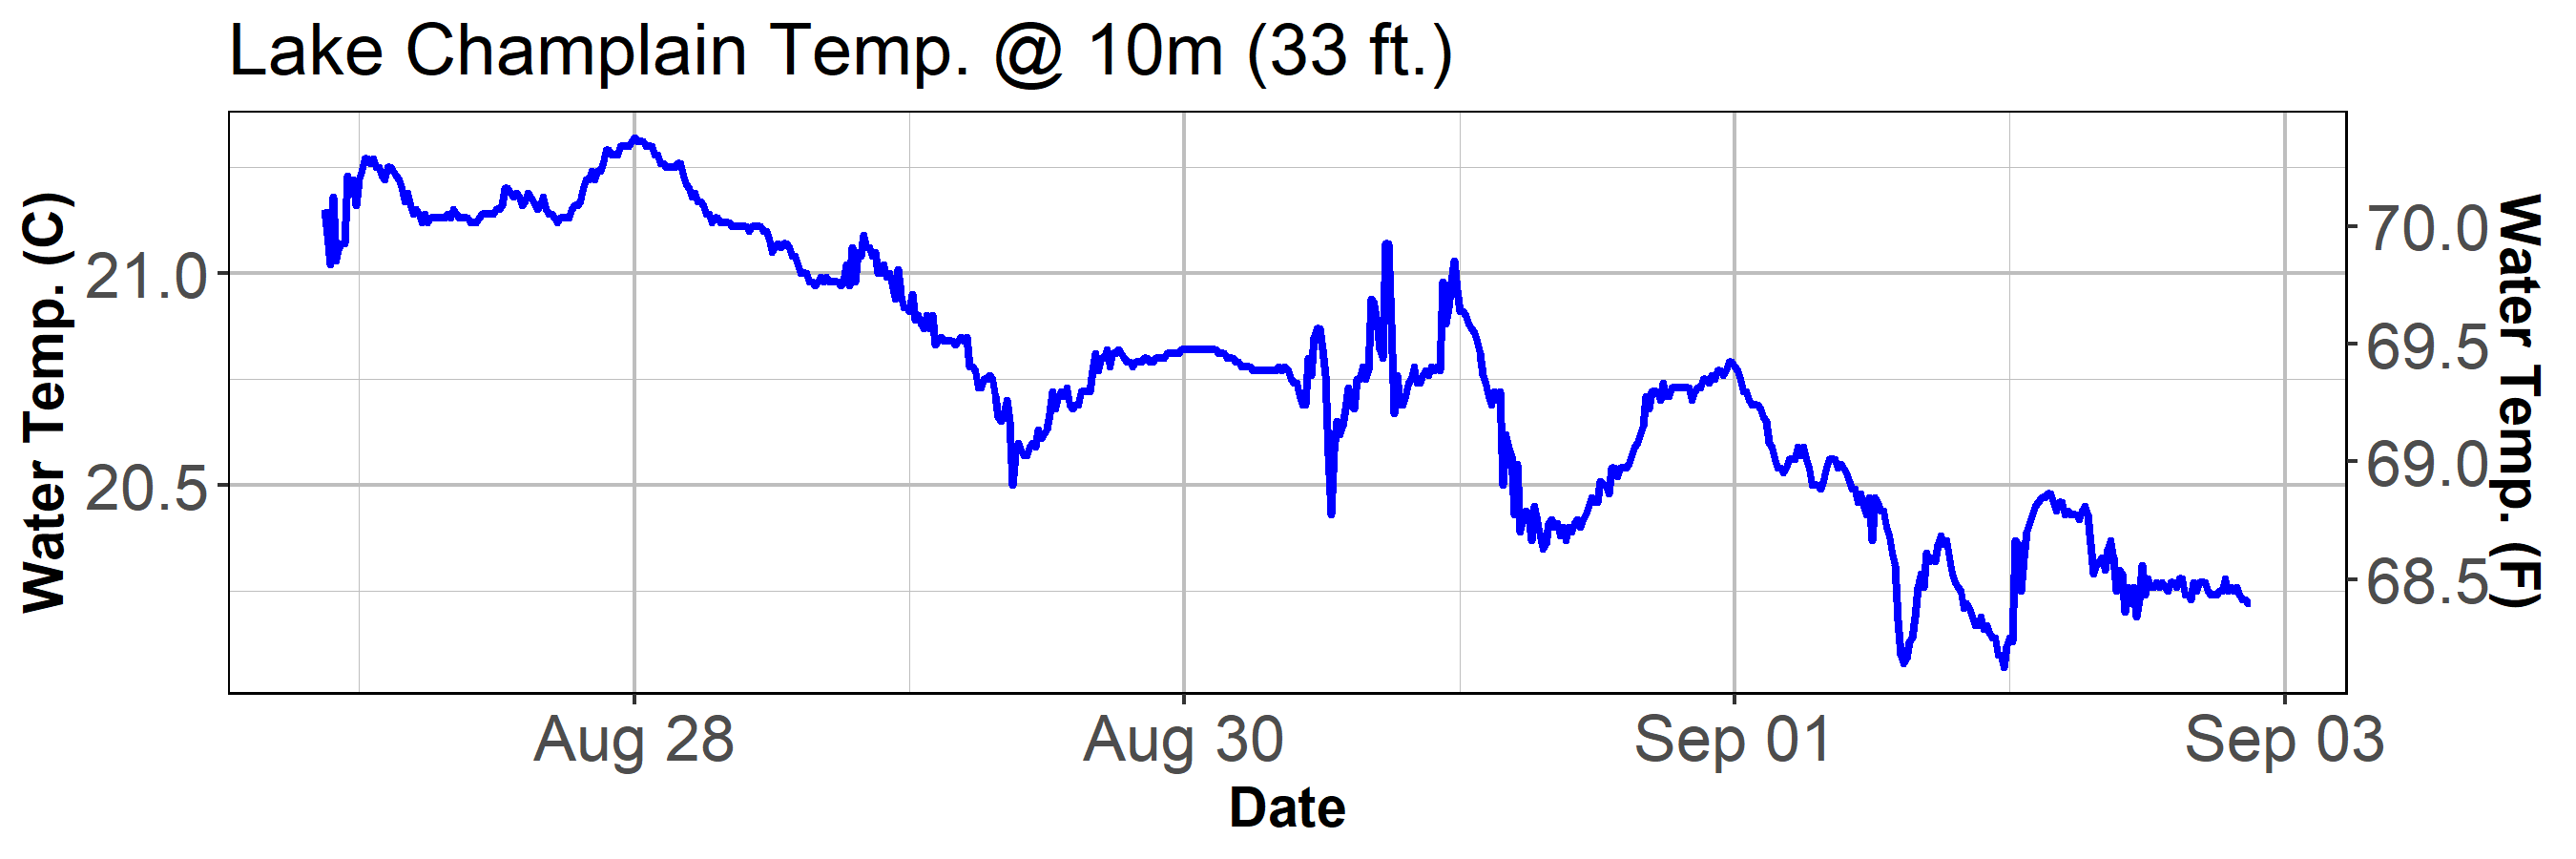 Lake Champlain Temp. @ 10m (33 ft.)
Water Temp. (C)
21.0
20.5
70.0
69.5
69.0
68.5
Water Temp. (F)
Aug 28
Aug 30
Sep 01
Sep 03
Date